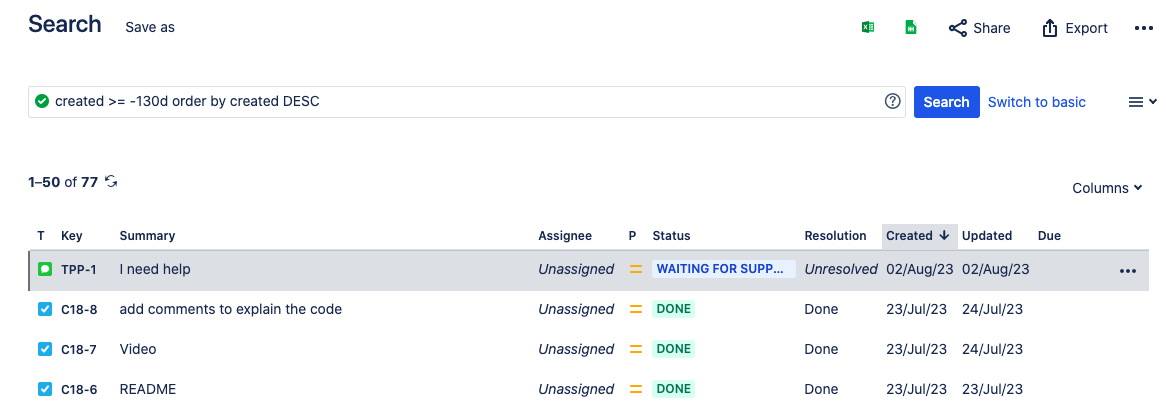 Search Save as Share Export
created >= -130d order by created DESC Search Switch to basic
1–50 of 77 Columns
T Key Summary Assignee P Status Resolution Created Updated Due
TPP-1 I need help Unassigned WAITING FOR SUPP... Unresolved 02/Aug/23 02/Aug/23
C18-8 add comments to explain the code Unassigned DONE Done 23/Jul/23 24/Jul/23
C18-7 Video Unassigned DONE Done 23/Jul/23 24/Jul/23
C18-6 README Unassigned DONE Done 23/Jul/23 23/Jul/23